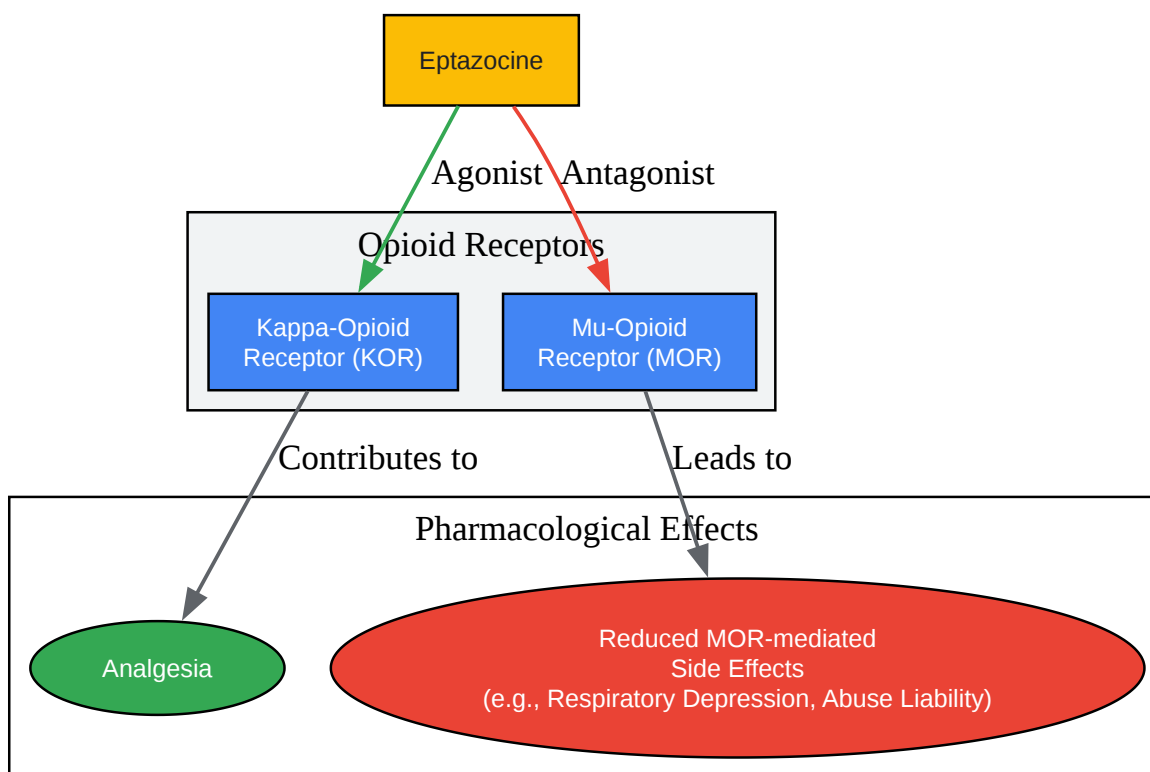 Eptazocine
Agonist
Antagonist
Opioid Receptors
Kappa-Opioid
Receptor (KOR)
Mu-Opioid
Receptor (MOR)
Contributes to
Leads to
Pharmacological Effects
Analgesia
Reduced MOR-mediated
Side Effects
(e.g., Respiratory Depression, Abuse Liability)